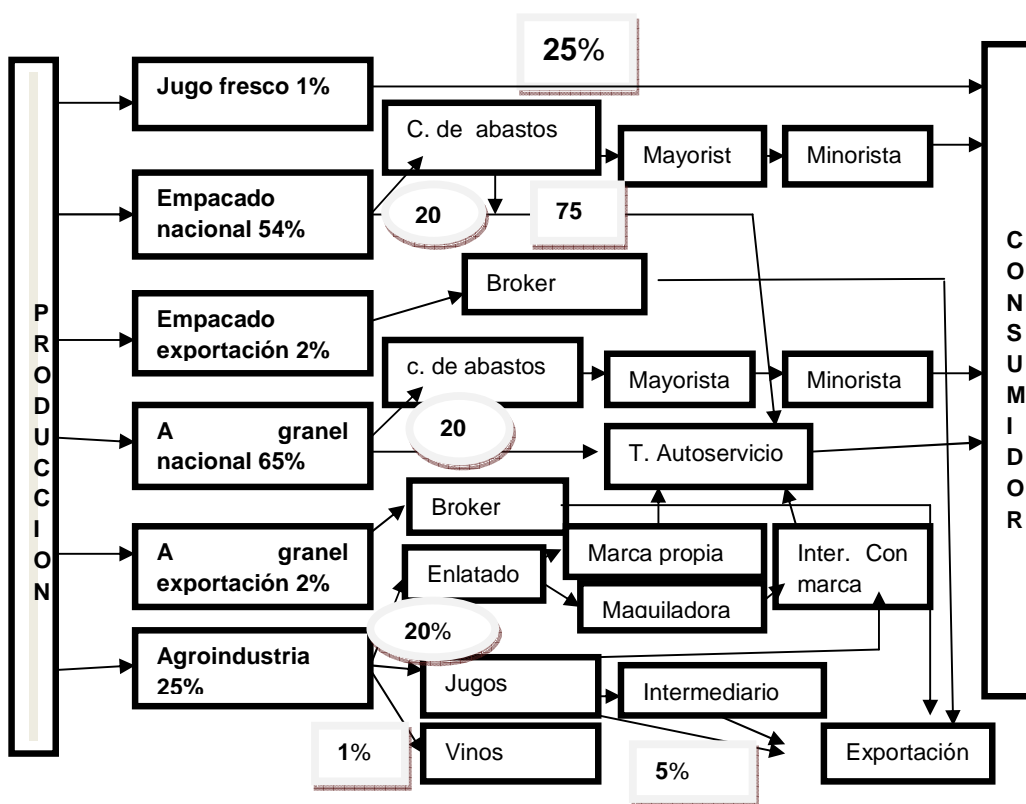 25%
Jugo fresco 1%
C. de abastos
Mayorist
Minorista
Empacado
nacional 54%
20
75
Broker
Empacado
exportación 2%
c. de abastos
Mayorista
Minorista
A granel
nacional 65%
20
T. Autoservicio
Broker
A granel
exportación 2%
Enlatado
Marca propia
Inter. Con
marca
Maquiladora
20%
Agroindustria
25%
Jugos
Intermediario
1%
Vinos
5%
Exportación
PRODUCCION
CONSUMIDOR